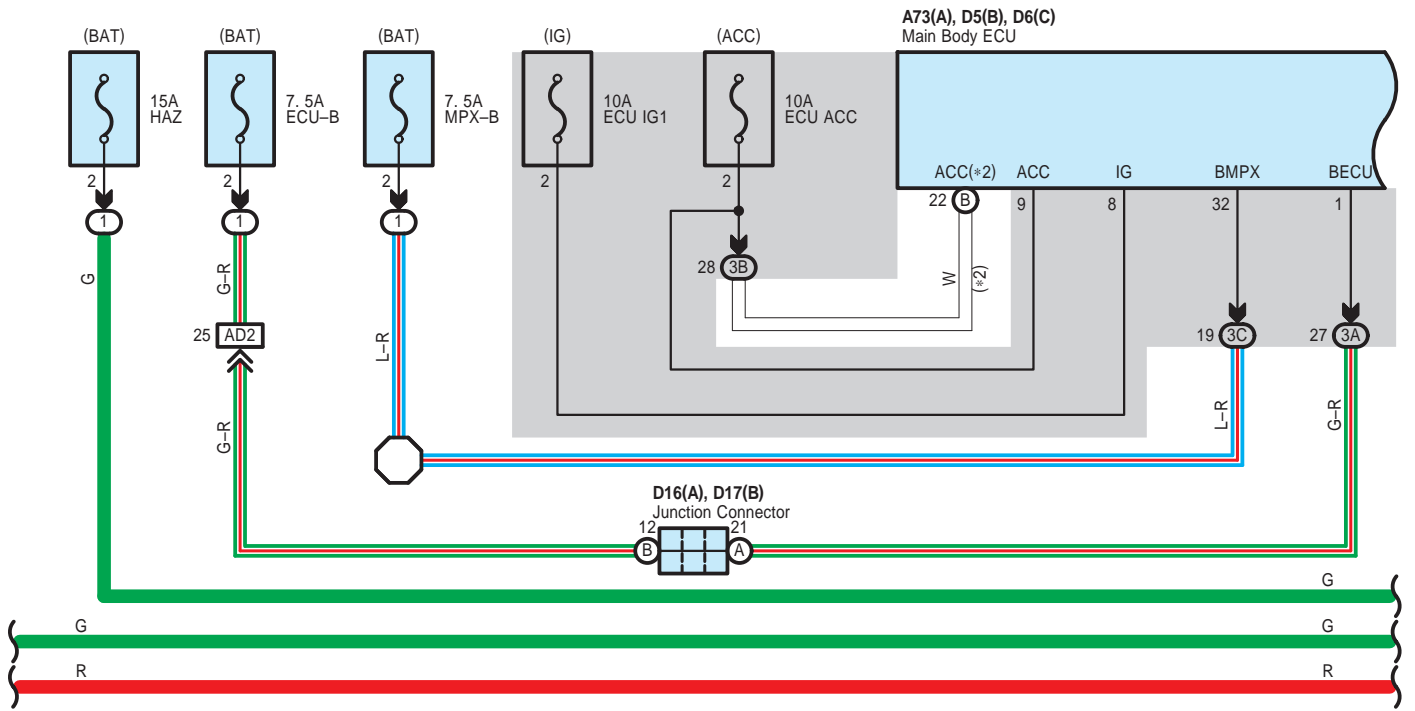 A73(A), D5(B), D6(C)
Main Body ECU
(BAT)
(BAT)
(BAT)
(IG)
(ACC)
15A
HAZ
7. 5A
ECU–B
7. 5A
MPX–B
10A
ECU IG1
10A
ECU ACC
ACC(∗2)
ACC
IG
BMPX
BECU
2
2
2
2
2
22
B
9
8
32
1
1
1
1
28
3B
G
G–R
L–R
W
(∗2)
25
AD2
19
3C
27
3A
G–R
L–R
G–R
D16(A), D17(B)
Junction Connector
12
21
B
A
G
G
G
R
R